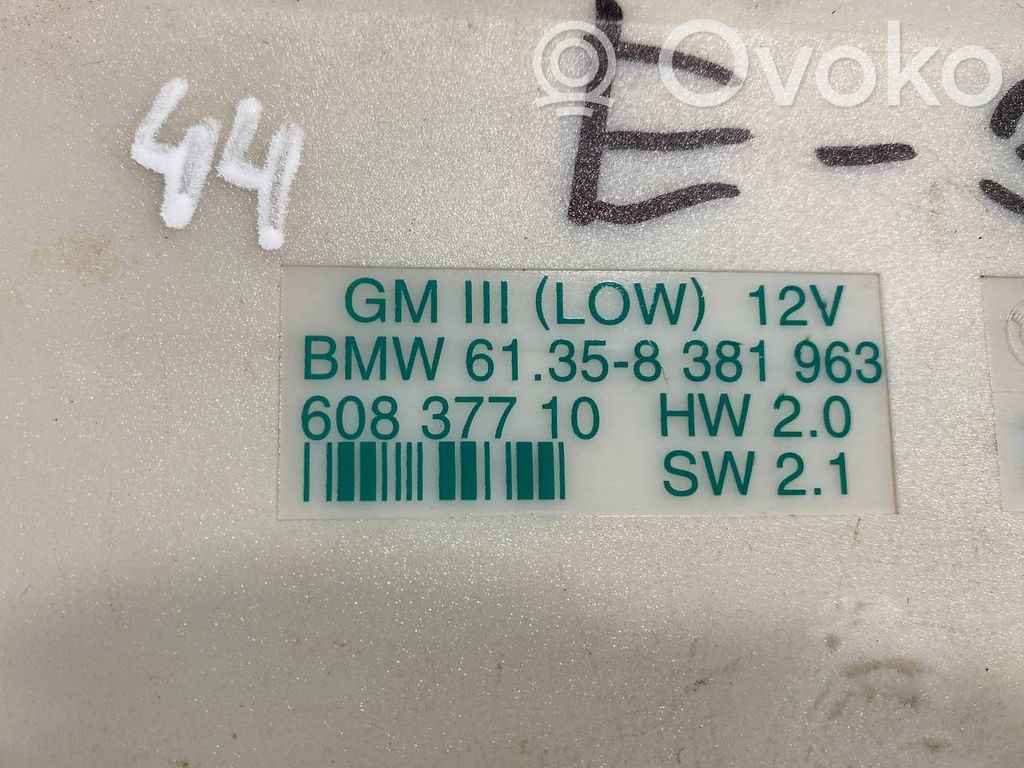 Ovoko
44
E-
GM III (LOW) 12V
BMW 61.35-8 381 963
608 377 10 HW 2.0
SW 2.1